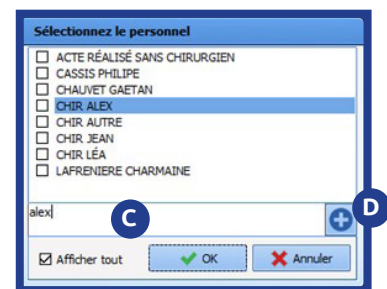 Sélectionnez le personnel
ACTE RÉALISÉ SANS CHIRURGIEN
CASSIS PHILIPE
CHAUVET GAETAN
CHIR ALEX
CHIR AUTRE
CHIR JEAN
CHIR LÉA
LAFRENIERE CHARMAINE
alex
C
D
Afficher tout
OK
Annuler